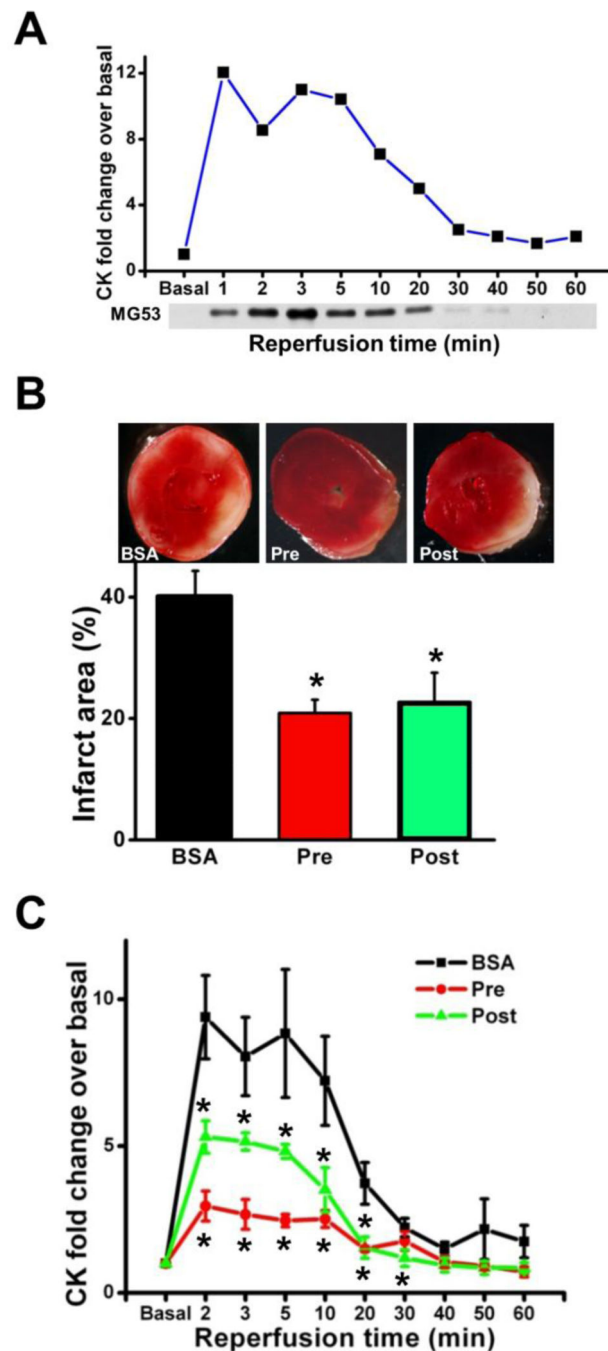 A
CK fold change over basal
12
8
4
0
Basal 1 2 3 5 10 20 30 40 50 60
MG53
Reperfusion time (min)
B
BSA Pre Post
Infarct area (%)
40
20
0
* *
BSA Pre Post
C
CK fold change over basal
10
5
0
BSA
Pre
Post
* * * * *
* * * * * *
Basal 2 3 5 10 20 30 40 50 60
Reperfusion time (min)